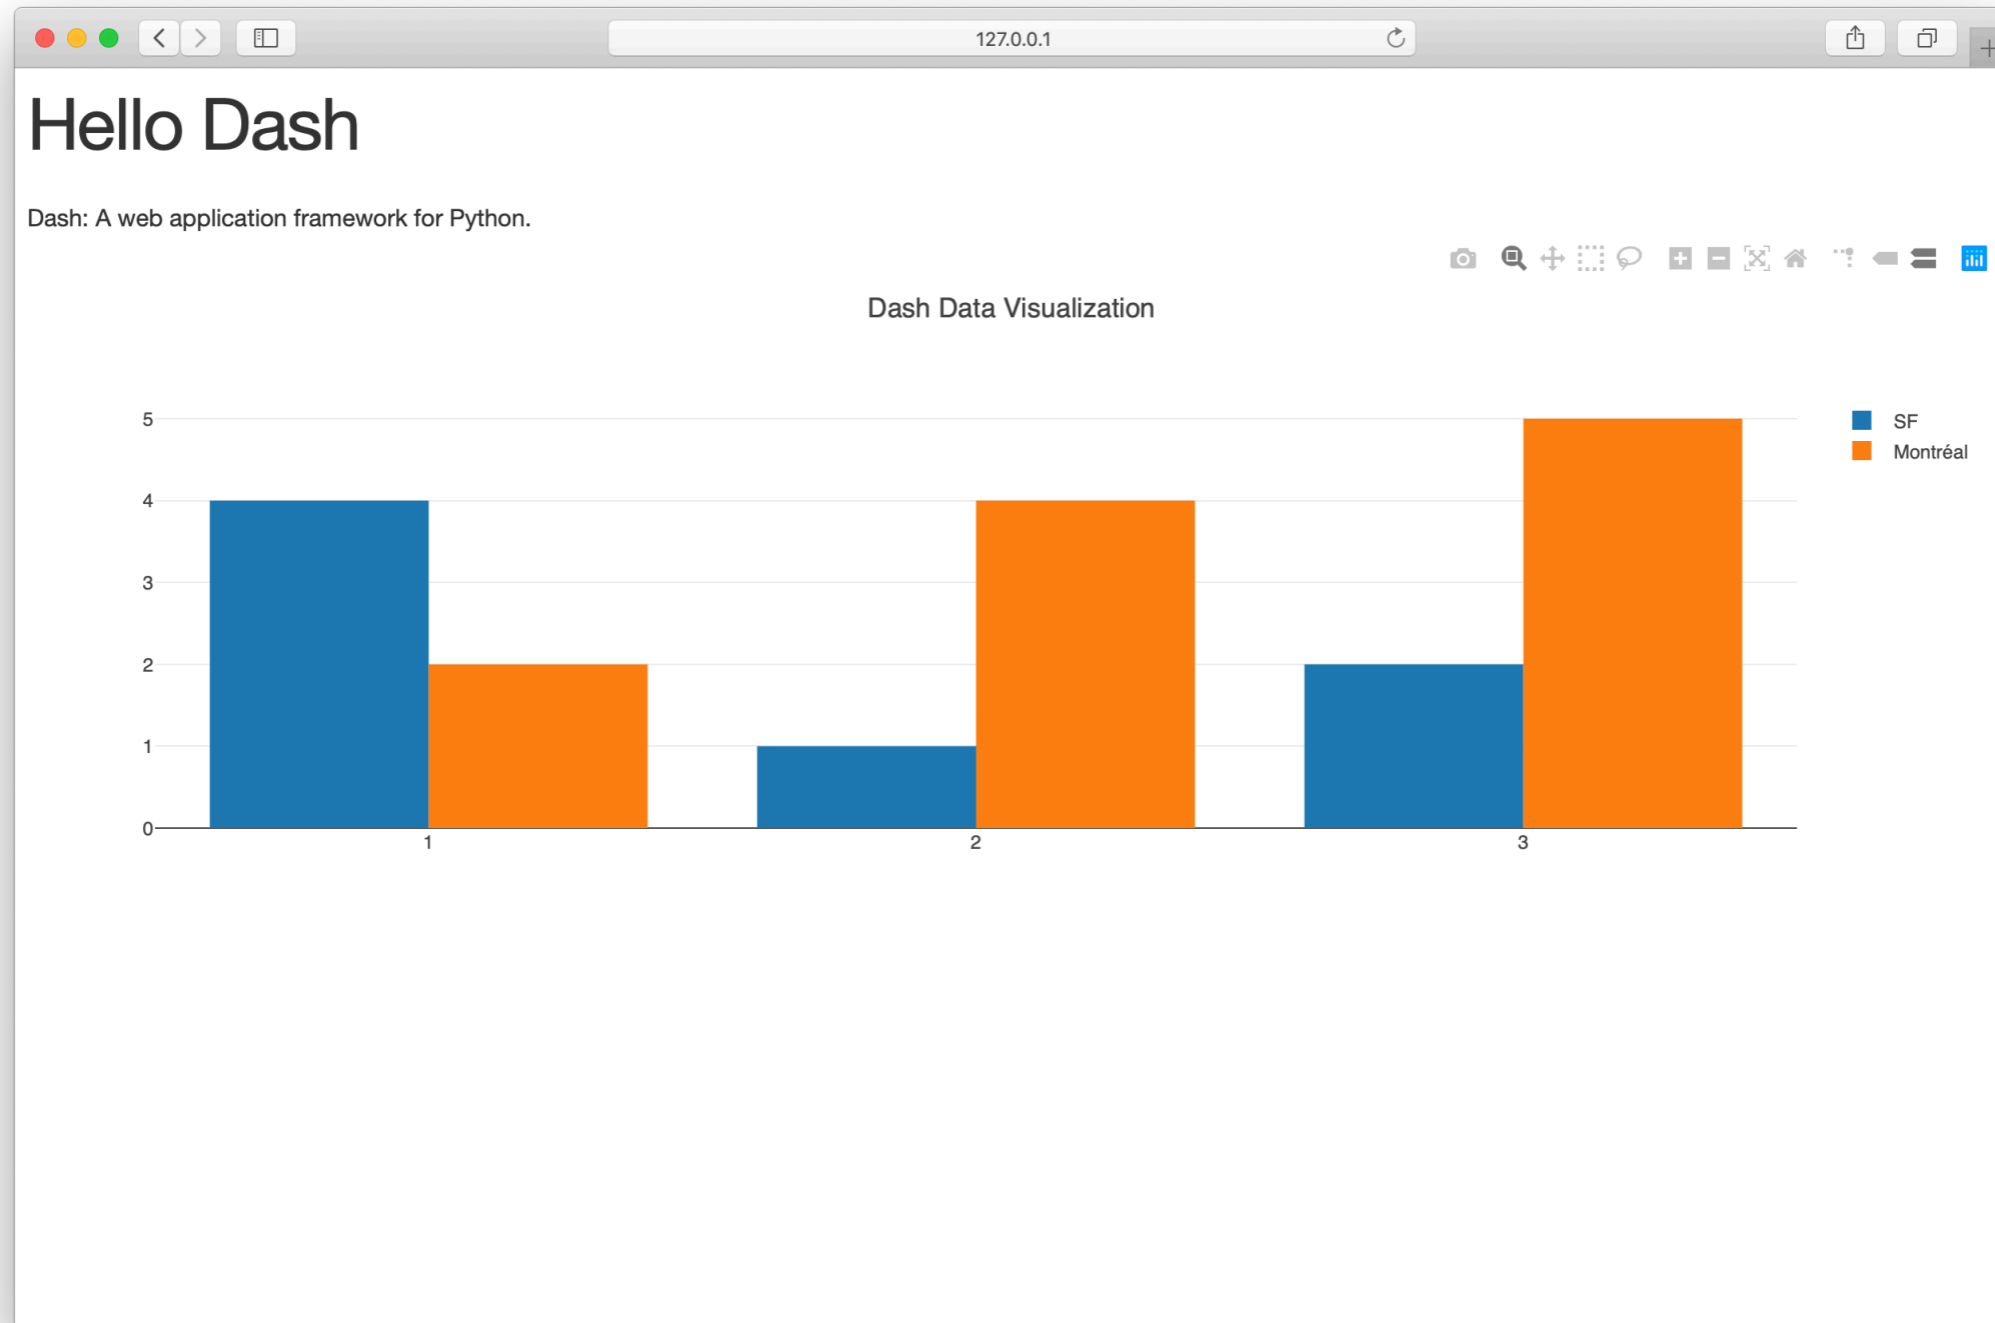 127.0.0.1
Hello Dash
Dash: A web application framework for Python.
Dash Data Visualization
5
4
3
2
1
0
1 2 3
SF
Montréal